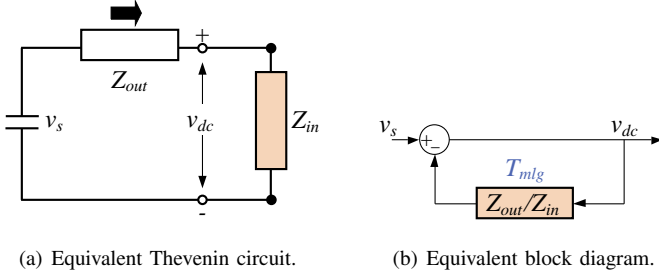 +
Z_out
v_s
v_dc
Z_in
-
(a) Equivalent Thevenin circuit.
v_s
+
−
v_dc
T_mlg
Z_out/Z_in
(b) Equivalent block diagram.